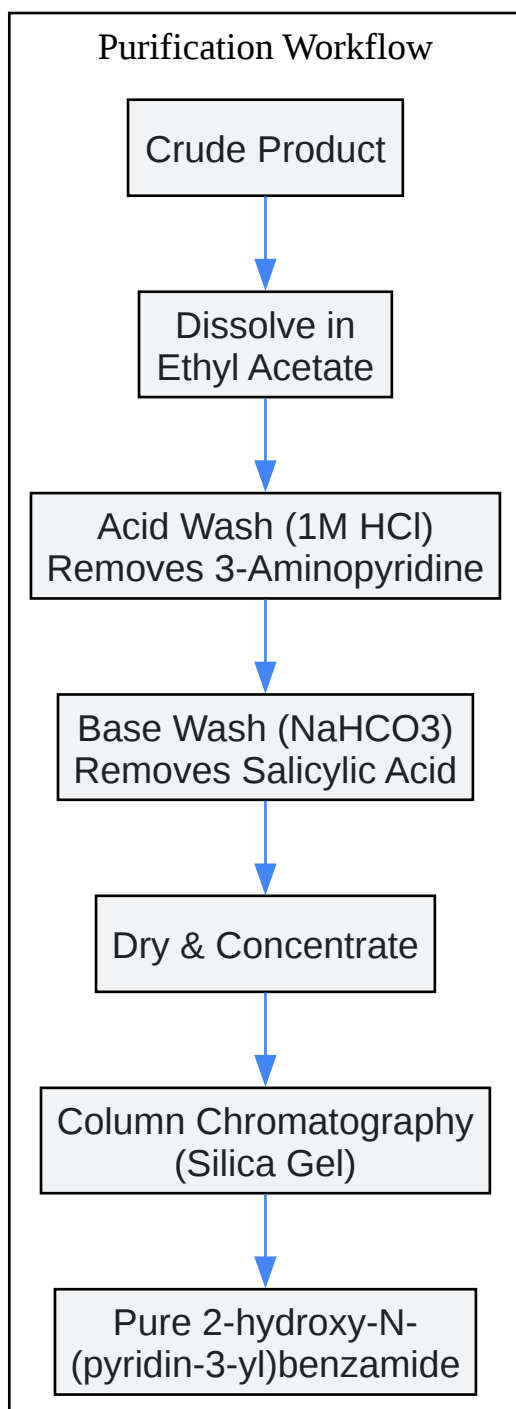 Purification Workflow
Crude Product
Dissolve in
Ethyl Acetate
Acid Wash (1M HCl)
Removes 3-Aminopyridine
Base Wash (NaHCO3)
Removes Salicylic Acid
Dry & Concentrate
Column Chromatography
(Silica Gel)
Pure 2-hydroxy-N-
(pyridin-3-yl)benzamide